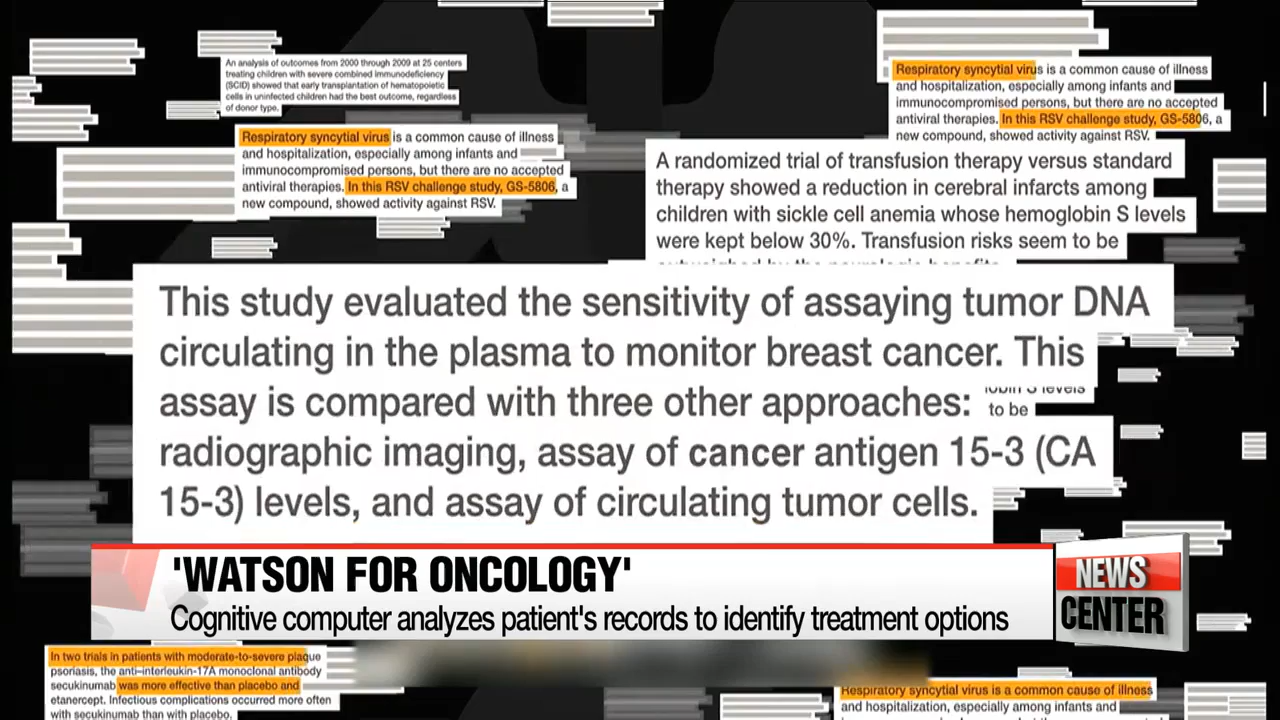 An analysis of outcomes from 2000 through 2009 at 25 centers
treating children with severe combined immunodeficiency
(SCID) showed that early transplantation of hematopoietic
cells in uninfected children had the best outcome, regardless
of donor type.
Respiratory syncytial virus is a common cause of illness
and hospitalization, especially among infants and
immunocompromised persons, but there are no accepted
antiviral therapies. In this RSV challenge study, GS-5806, a
new compound, showed activity against RSV.
Respiratory syncytial virus is a common cause of illness
and hospitalization, especially among infants and
immunocompromised persons, but there are no accepted
antiviral therapies. In this RSV challenge study, GS-5806, a
new compound, showed activity against RSV.
A randomized trial of transfusion therapy versus standard
therapy showed a reduction in cerebral infarcts among
children with sickle cell anemia whose hemoglobin S levels
were kept below 30%. Transfusion risks seem to be
This study evaluated the sensitivity of assaying tumor DNA
circulating in the plasma to monitor breast cancer. This
assay is compared with three other approaches:
radiographic imaging, assay of cancer antigen 15-3 (CA
15-3) levels, and assay of circulating tumor cells.
levels
to be
'WATSON FOR ONCOLOGY'
Cognitive computer analyzes patient's records to identify treatment options
NEWS
CENTER
In two trials in patients with moderate-to-severe plaque
psoriasis, the anti–interleukin-17A monoclonal antibody
secukinumab was more effective than placebo and
etanercept. Infectious complications occurred more often
with secukinumab than with placebo.
Respiratory syncytial virus is a common cause of illness
and hospitalization, especially among infants and